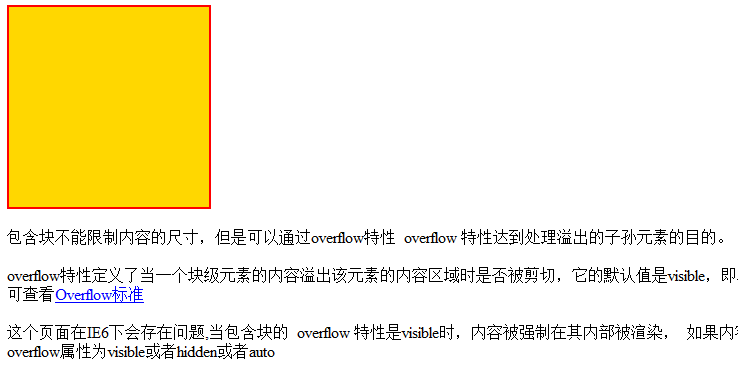 包含块不能限制内容的尺寸，但是可以通过overflow特性 overflow 特性达到处理溢出的子孙元素的目的。
overflow特性定义了当一个块级元素的内容溢出该元素的内容区域时是否被剪切，它的默认值是visible，即
可查看Overflow标准
这个页面在IE6下会存在问题,当包含块的 overflow 特性是visible时，内容被强制在其内部被渲染， 如果内
overflow属性为visible或者hidden或者auto